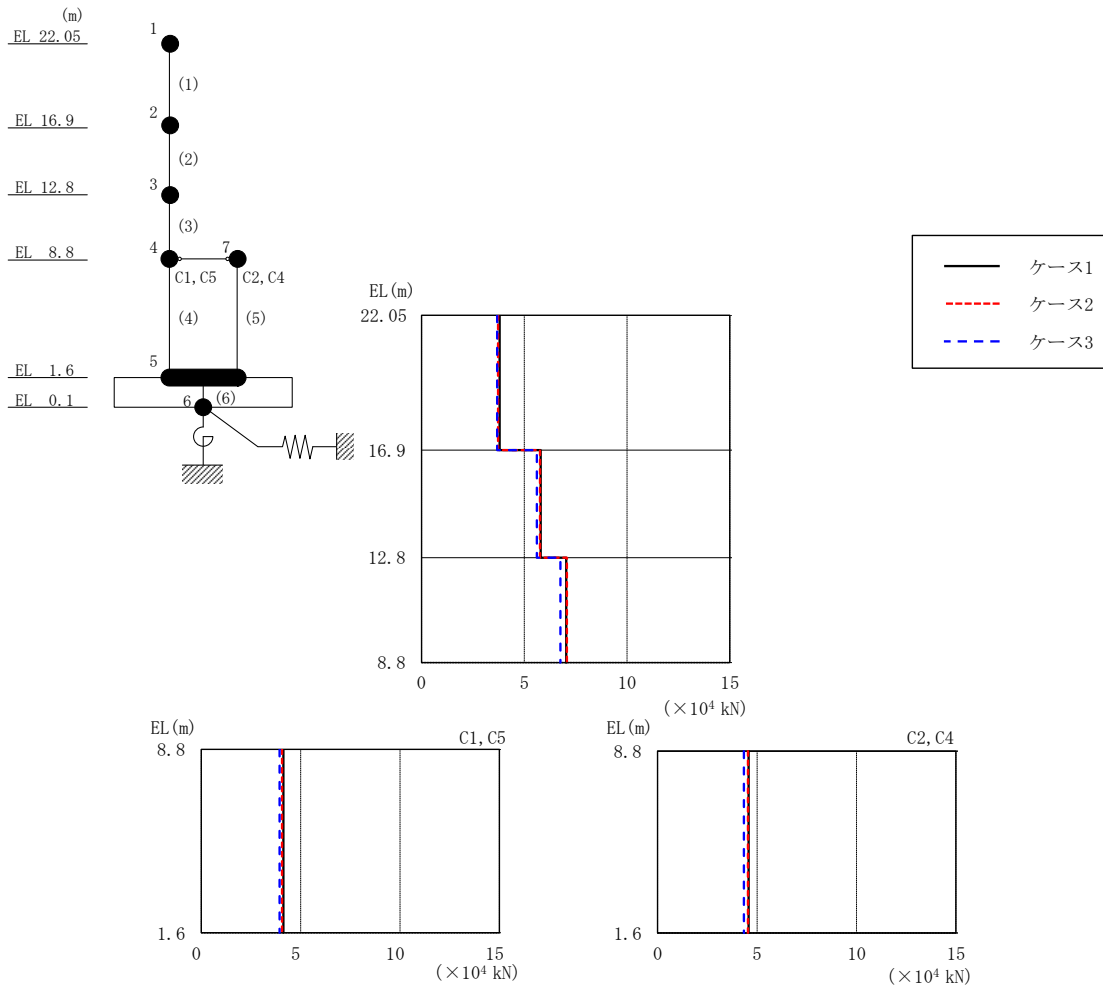 (m)
EL 22.05
EL 16.9
EL 12.8
EL 8.8
EL 1.6
EL 0.1
1
(1)
2
(2)
3
(3)
4
7
C1, C5
C2, C4
(4)
(5)
5
6
(6)
ケース1
ケース2
ケース3
EL(m)
22.05
16.9
12.8
8.8
0 5 10 15
(×10⁴ kN)
EL(m)
C1, C5
8.8
1.6
0 5 10 15
(×10⁴ kN)
EL(m)
C2, C4
8.8
1.6
0 5 10 15
(×10⁴ kN)